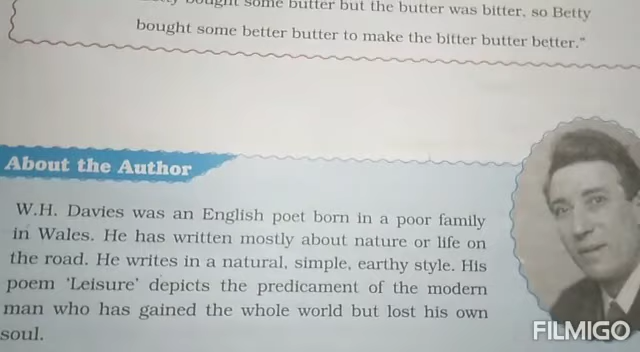 bought some butter but the butter was bitter, so Betty
bought some better butter to make the bitter butter better."
About the Author
W.H. Davies was an English poet born in a poor family
in Wales. He has written mostly about nature or life on
the road. He writes in a natural, simple, earthy style. His
poem 'Leisure' depicts the predicament of the modern
man who has gained the whole world but lost his own
soul.
FILMIGO